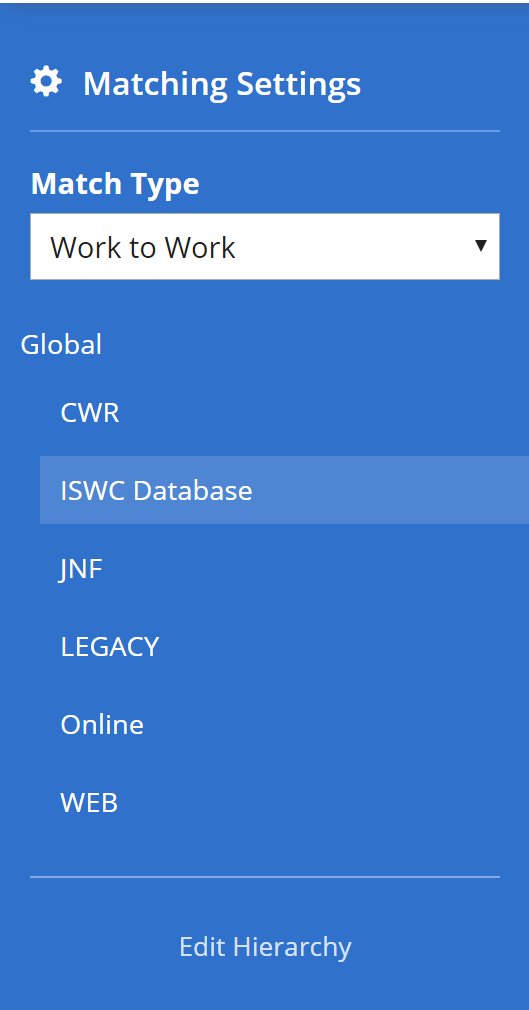 Matching Settings
Match Type
Work to Work
Global
CWR
ISWC Database
JNF
LEGACY
Online
WEB
Edit Hierarchy